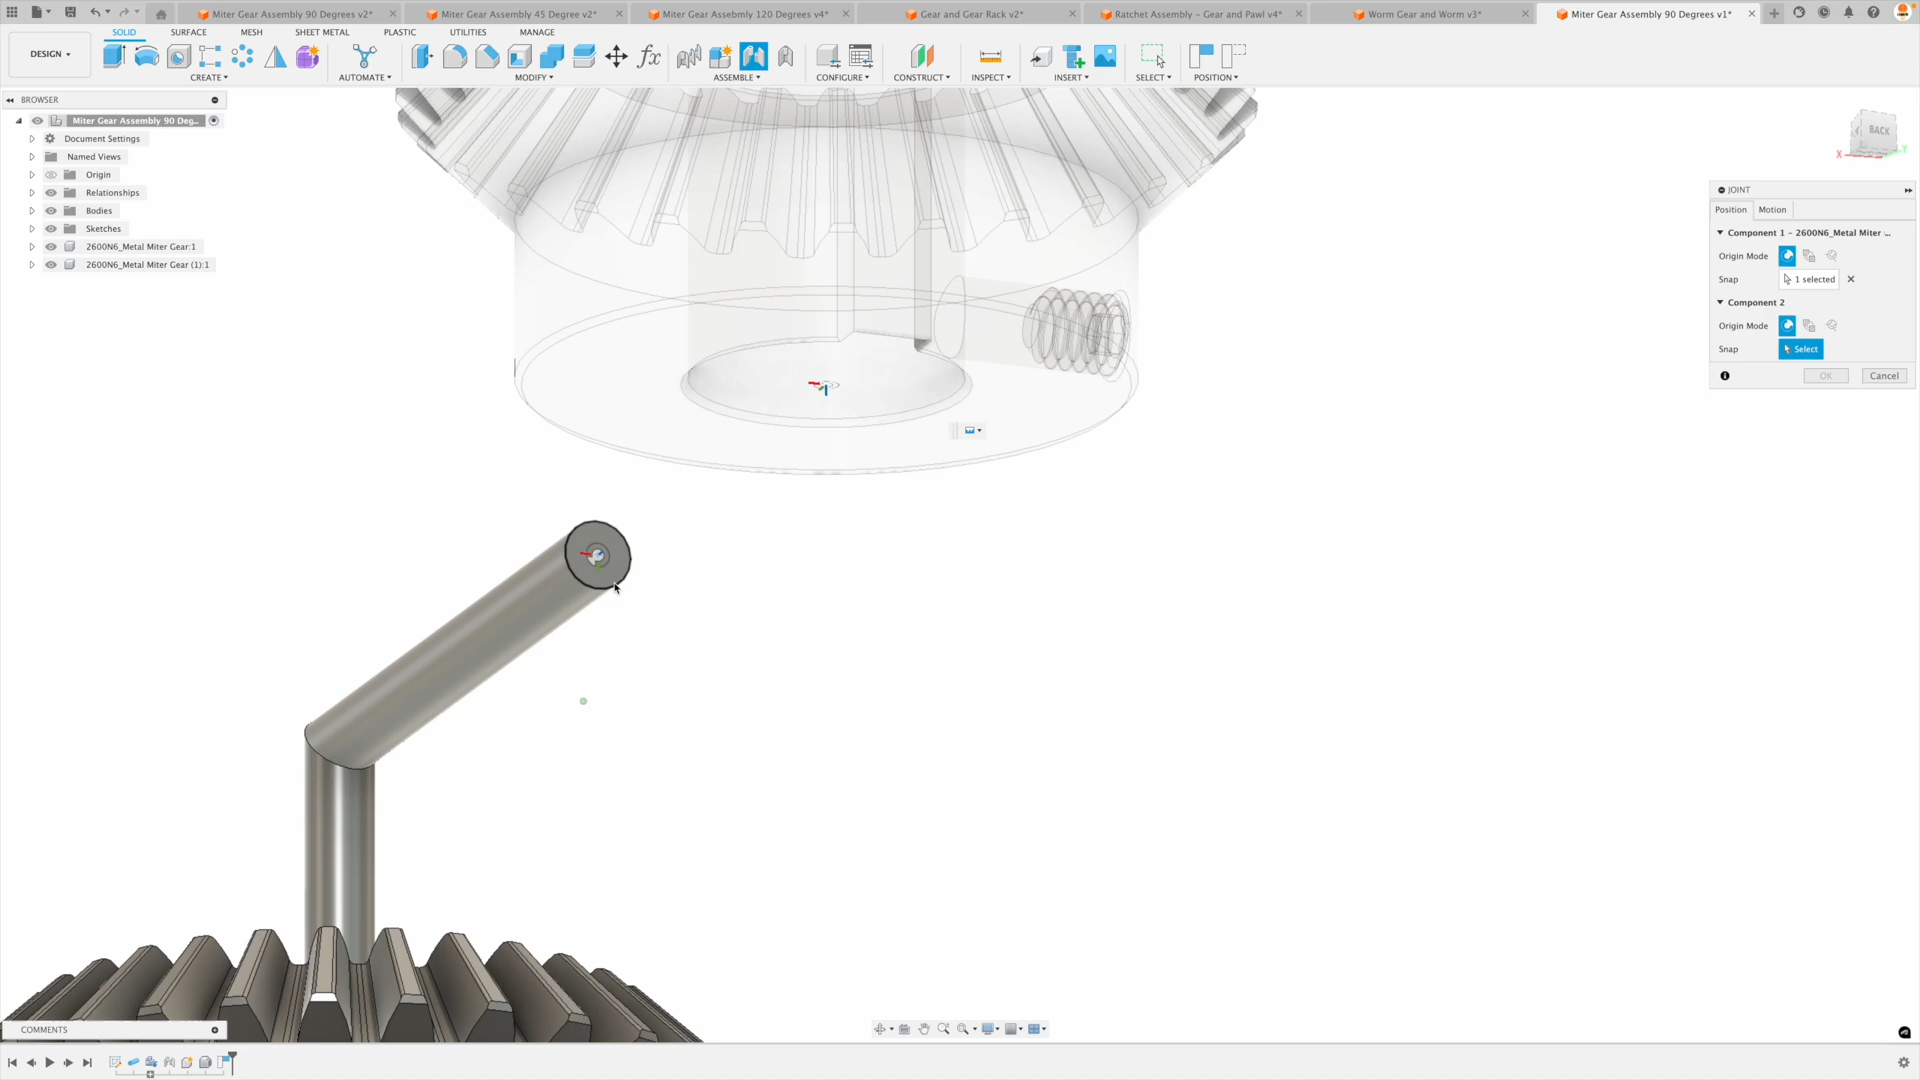 Miter Gear Assembly 90 Degrees v2*
Miter Gear Assembly 45 Degree v2*
Miter Gear Assebmly 120 Degrees v4*
Gear and Gear Rack v2*
Ratchet Assembly - Gear and Pawl v4*
Worm Gear and Worm v3*
Miter Gear Assembly 90 Degrees v1*
SOLID
SURFACE
MESH
SHEET METAL
PLASTIC
UTILITIES
MANAGE
DESIGN
CREATE
AUTOMATE
MODIFY
fx
ASSEMBLE
CONFIGURE
CONSTRUCT
INSPECT
INSERT
SELECT
POSITION
BROWSER
Miter Gear Assembly 90 Deg...
Document Settings
Named Views
Origin
Relationships
Bodies
Sketches
2600N6_Metal Miter Gear:1
2600N6_Metal Miter Gear (1):1
BACK
X
Y
JOINT
Position
Motion
Component 1 - 2600N6_Metal Miter ...
Origin Mode
Snap
1 selected
Component 2
Origin Mode
Snap
Select
OK
Cancel
COMMENTS